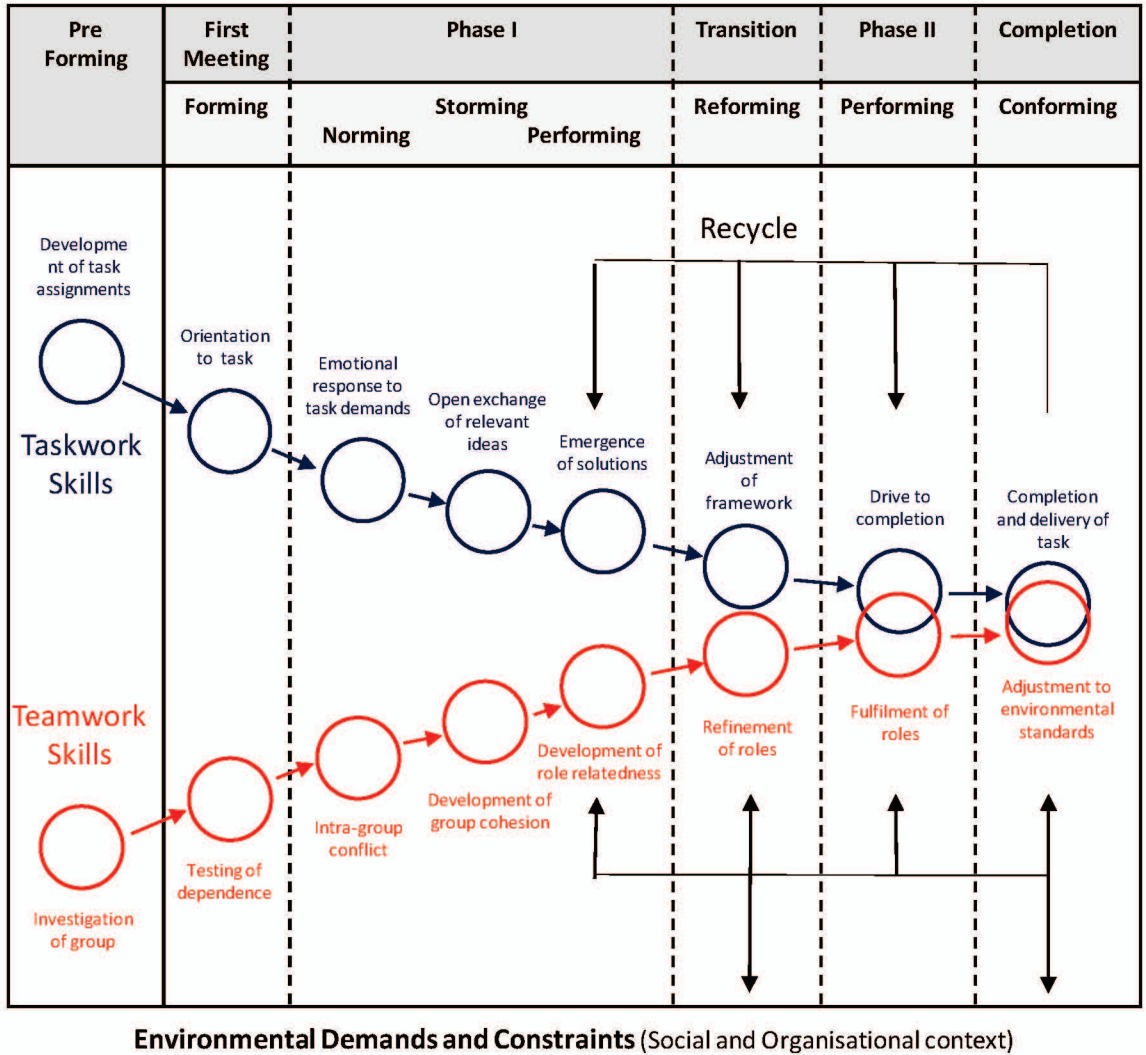 Pre
Forming
First
Meeting
Phase I
Transition
Phase II
Completion
Forming
Storming
Norming
Performing
Reforming
Performing
Conforming
Recycle
Developme
nt of task
assignments
Orientation
to task
Emotional
response to
task demands
Open exchange
of relevant
ideas
Emergence
of solutions
Adjustment
of
framework
Drive to
completion
Completion
and delivery of
task
Taskwork
Skills
Teamwork
Skills
Investigation
of group
Testing of
dependence
Intra-group
conflict
Development of
group cohesion
Development of
role relatedness
Refinement
of roles
Fulfilment of
roles
Adjustment to
environmental
standards
Environmental Demands and Constraints (Social and Organisational context)